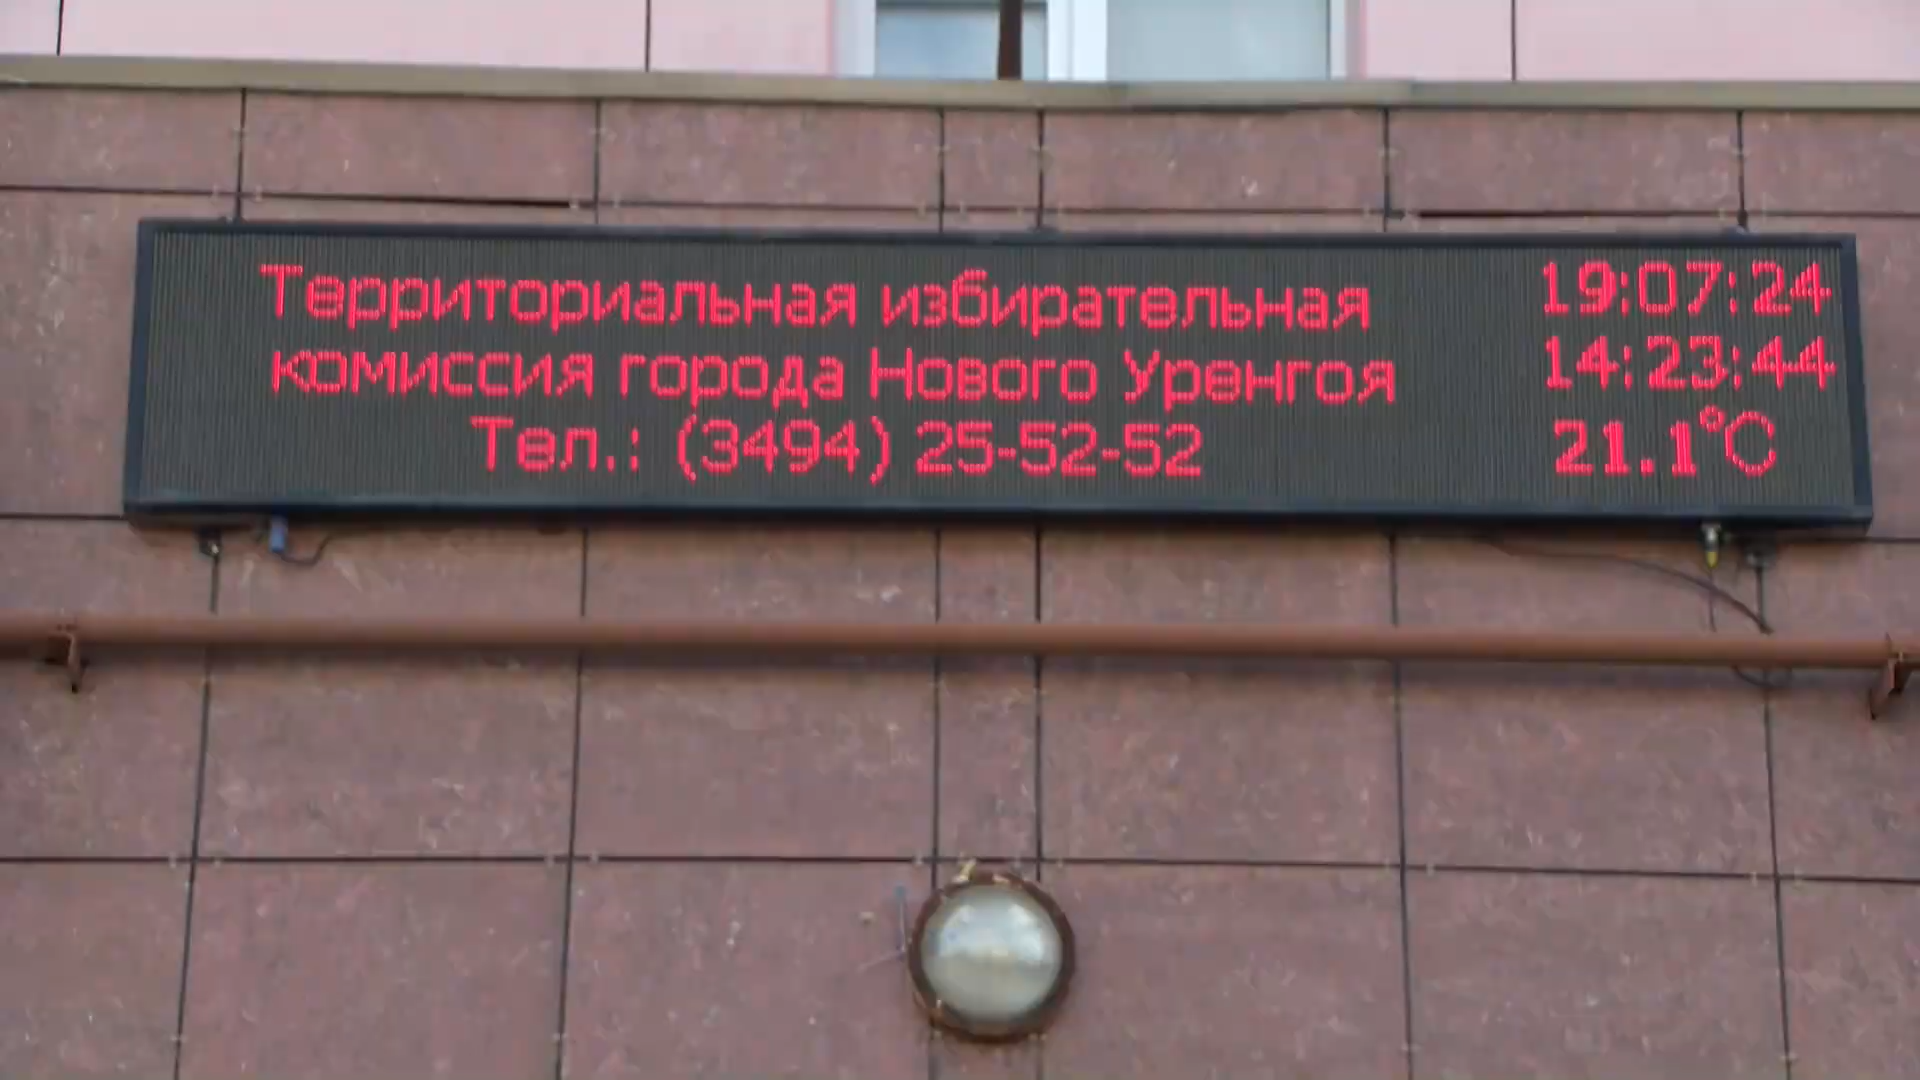 Территориальная избирательная 19:07:24
комиссия города Нового Уренгоя 14:23:44
Тел.: (3494) 25-52-52 21.1°C